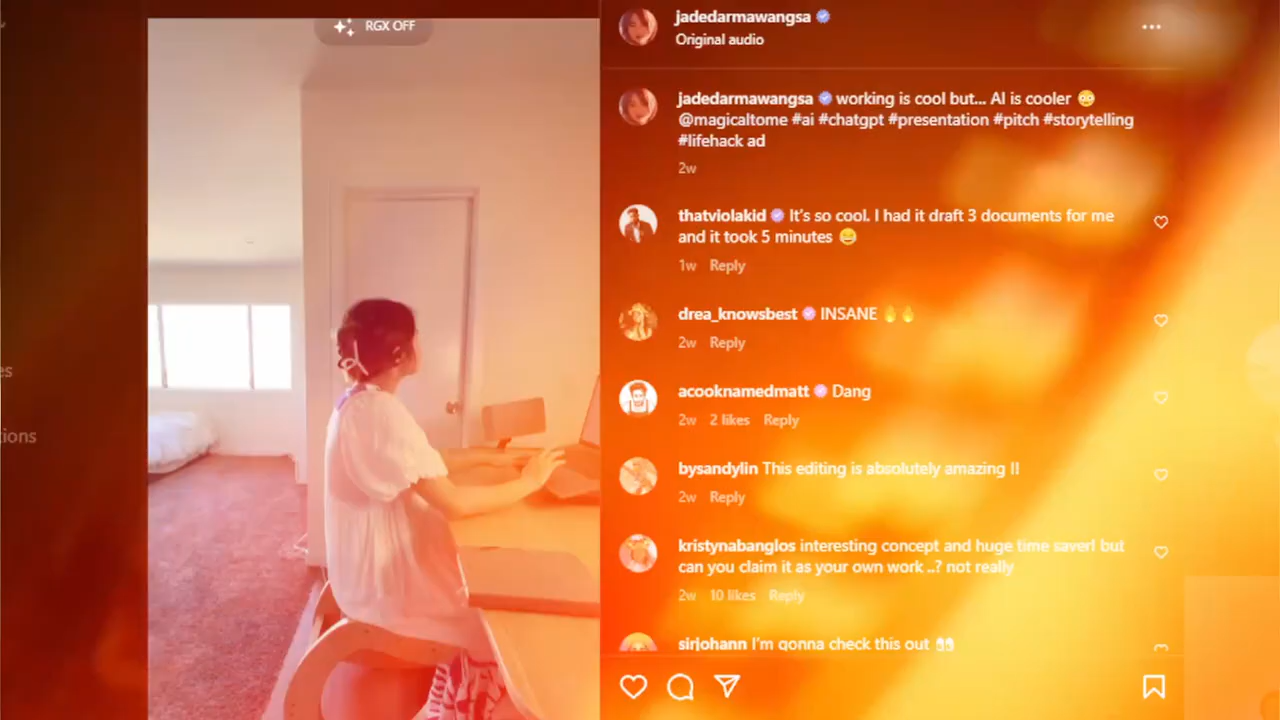 RGX OFF
jadedarmawangsa
Original audio
jadedarmawangsa working is cool but... AI is cooler 😳
@magicaltome #ai #chatgpt #presentation #pitch #storytelling
#lifehack ad
2w
thatviolakid It's so cool. I had it draft 3 documents for me
and it took 5 minutes 😂
1w Reply
drea_knowsbest INSANE 🔥🔥
2w Reply
acooknamedmatt Dang
2w 2 likes Reply
bysandylin This editing is absolutely amazing !!
2w Reply
kristynabanglos interesting concept and huge time saver! but
can you claim it as your own work ..? not really
2w 10 likes Reply
sirjohann I'm gonna check this out 👀
es
tions